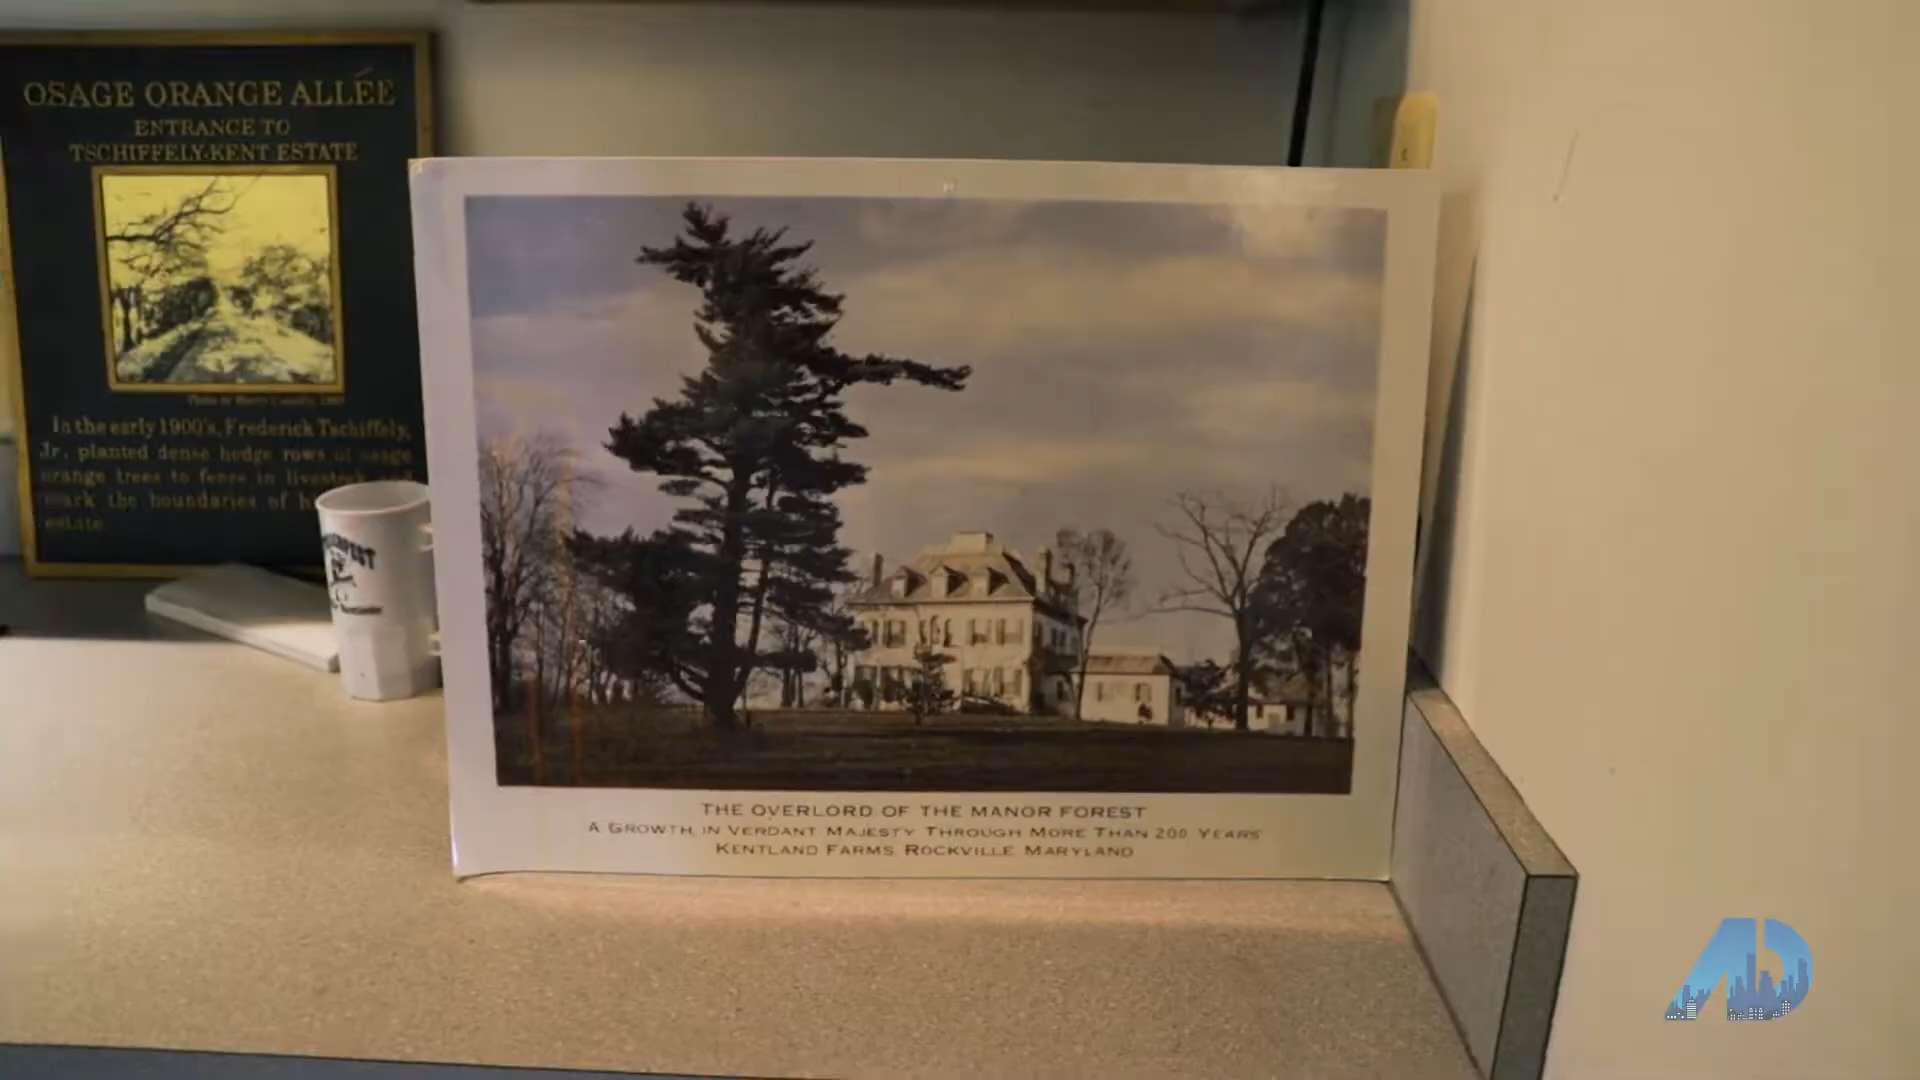 OSAGE ORANGE ALLÉE
ENTRANCE TO
TSCHIFFELY-KENT ESTATE
In the early 1900's, Frederick Tschiffely,
Jr. planted dense hedge rows of osage
orange trees to fence in livestock
mark the boundaries of
estate
THE OVERLORD OF THE MANOR FOREST
A GROWTH IN VERDANT MAJESTY THROUGH MORE THAN 200 YEARS
KENTLAND FARMS ROCKVILLE MARYLAND
AD